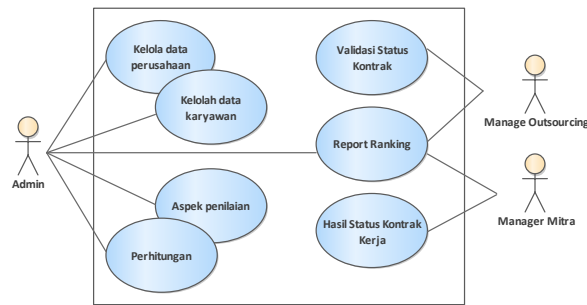 Kelola data
perusahaan
Kelolah data
karyawan
Validasi Status
Kontrak
Manage Outsourcing
Admin
Report Ranking
Manager Mitra
Aspek penilaian
Perhitungan
Hasil Status Kontrak
Kerja